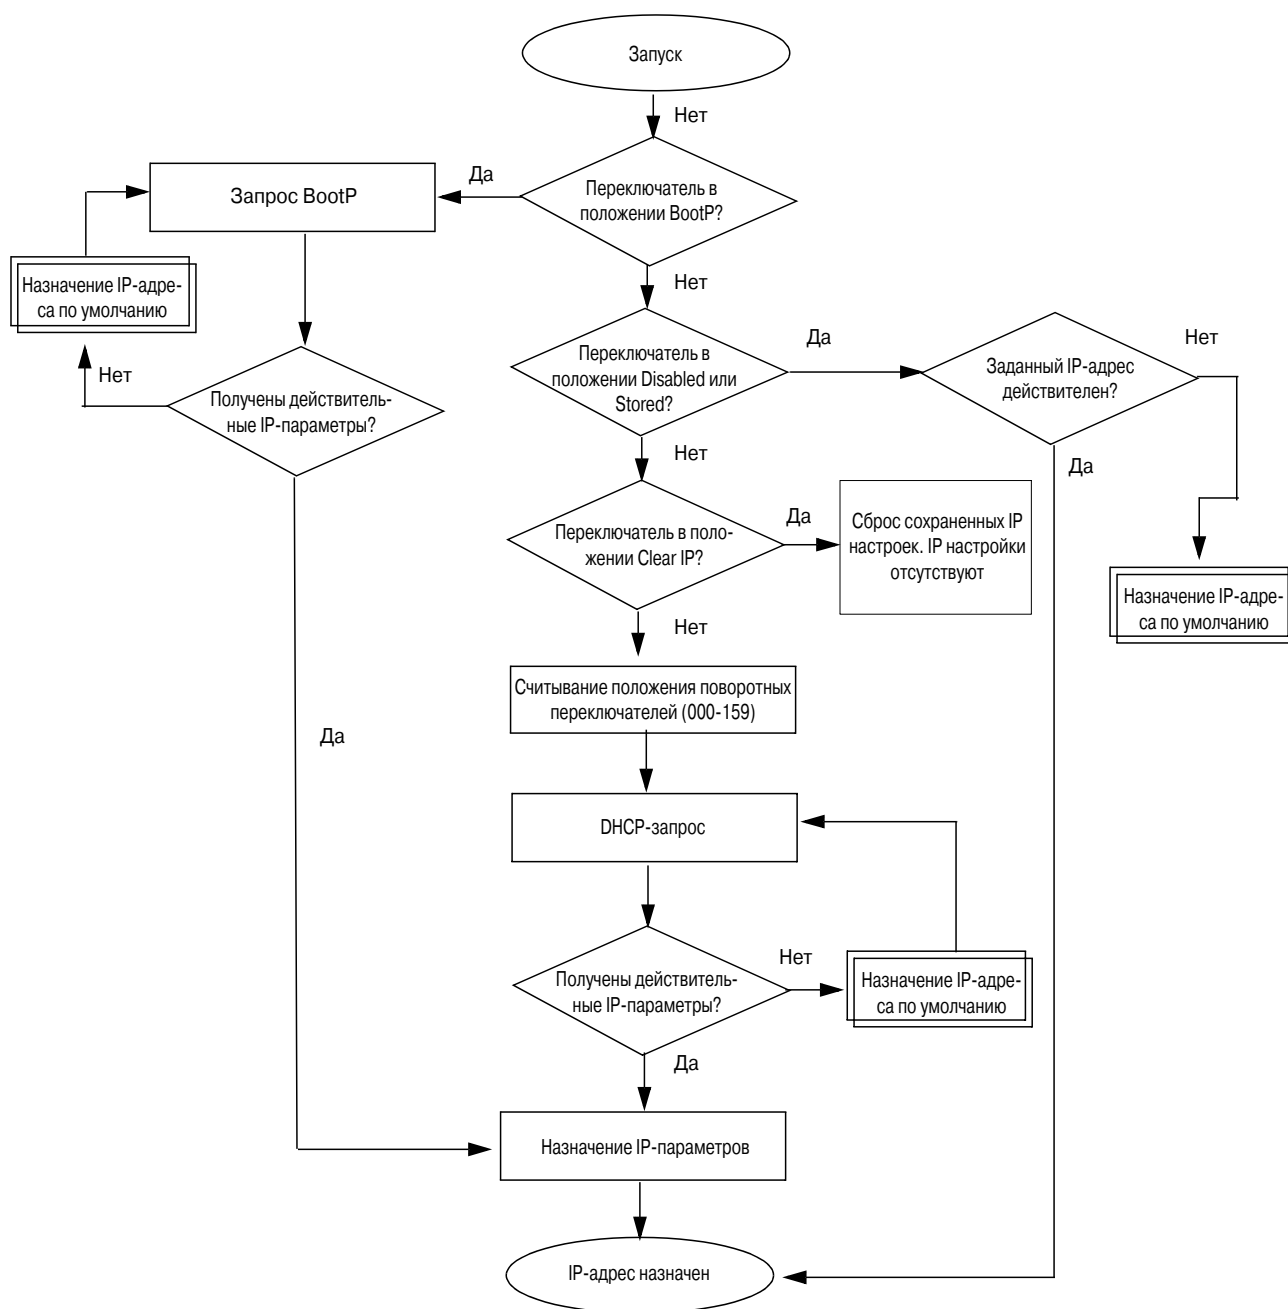 Запуск
Нет
Да
Запрос BootP
Переключатель в
положении BootP?
Назначение IP-адре-
са по умолчанию
Нет
Переключатель в
положении Disabled или
Stored?
Да
Заданный IP-адрес
действителен?
Нет
Нет
Получены действитель-
ные IP-параметры?
Нет
Да
Переключатель в поло-
жении Clear IP?
Да
Сброс сохраненных IP
настроек. IP настройки
отсутствуют
Назначение IP-адре-
са по умолчанию
Нет
Считывание положения поворотных
переключателей (000-159)
Да
DHCP-запрос
Получены действитель-
ные IP-параметры?
Нет
Назначение IP-адре-
са по умолчанию
Да
Назначение IP-параметров
IP-адрес назначен